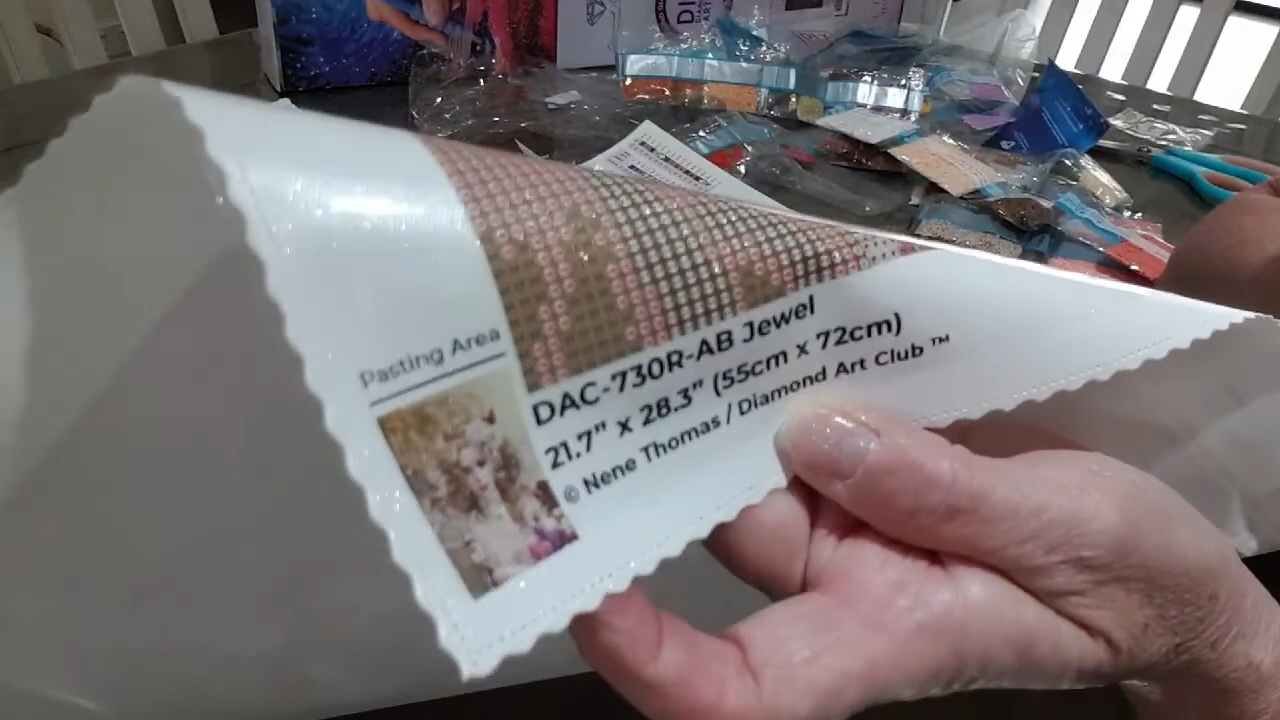 Pasting Area
DAC-730R-AB Jewel
21.7" x 28.3" (55cm x 72cm)
© Nene Thomas / Diamond Art Club ™